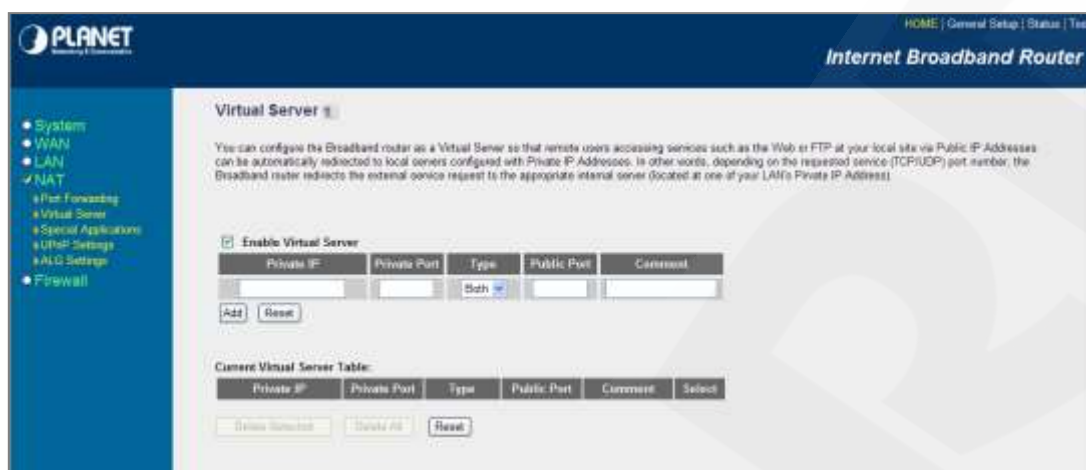 PLANET
Networking & Communication
HOME | General Setup | Status |
Internet Broadband Router
System
WAN
LAN
NAT
Port Forwarding
Virtual Server
Special Applications
UPnP Settings
ALG Settings
Firewall
Virtual Server
You can configure the Broadband router as a Virtual Server so that remote users accessing services such as the Web or FTP at your local site via Public IP Addresses
can be automatically redirected to local servers configured with Private IP Addresses. In other words, depending on the requested service (TCP/UDP) port number, the
Broadband router redirects the external service request to the appropriate internal server (located at one of your LAN's Private IP Address)
Enable Virtual Server
Private IP Private Port Type Public Port Comment
Both
Add Reset
Current Virtual Server Table:
Private IP Private Port Type Public Port Comment Select
Delete Selected Delete All Reset